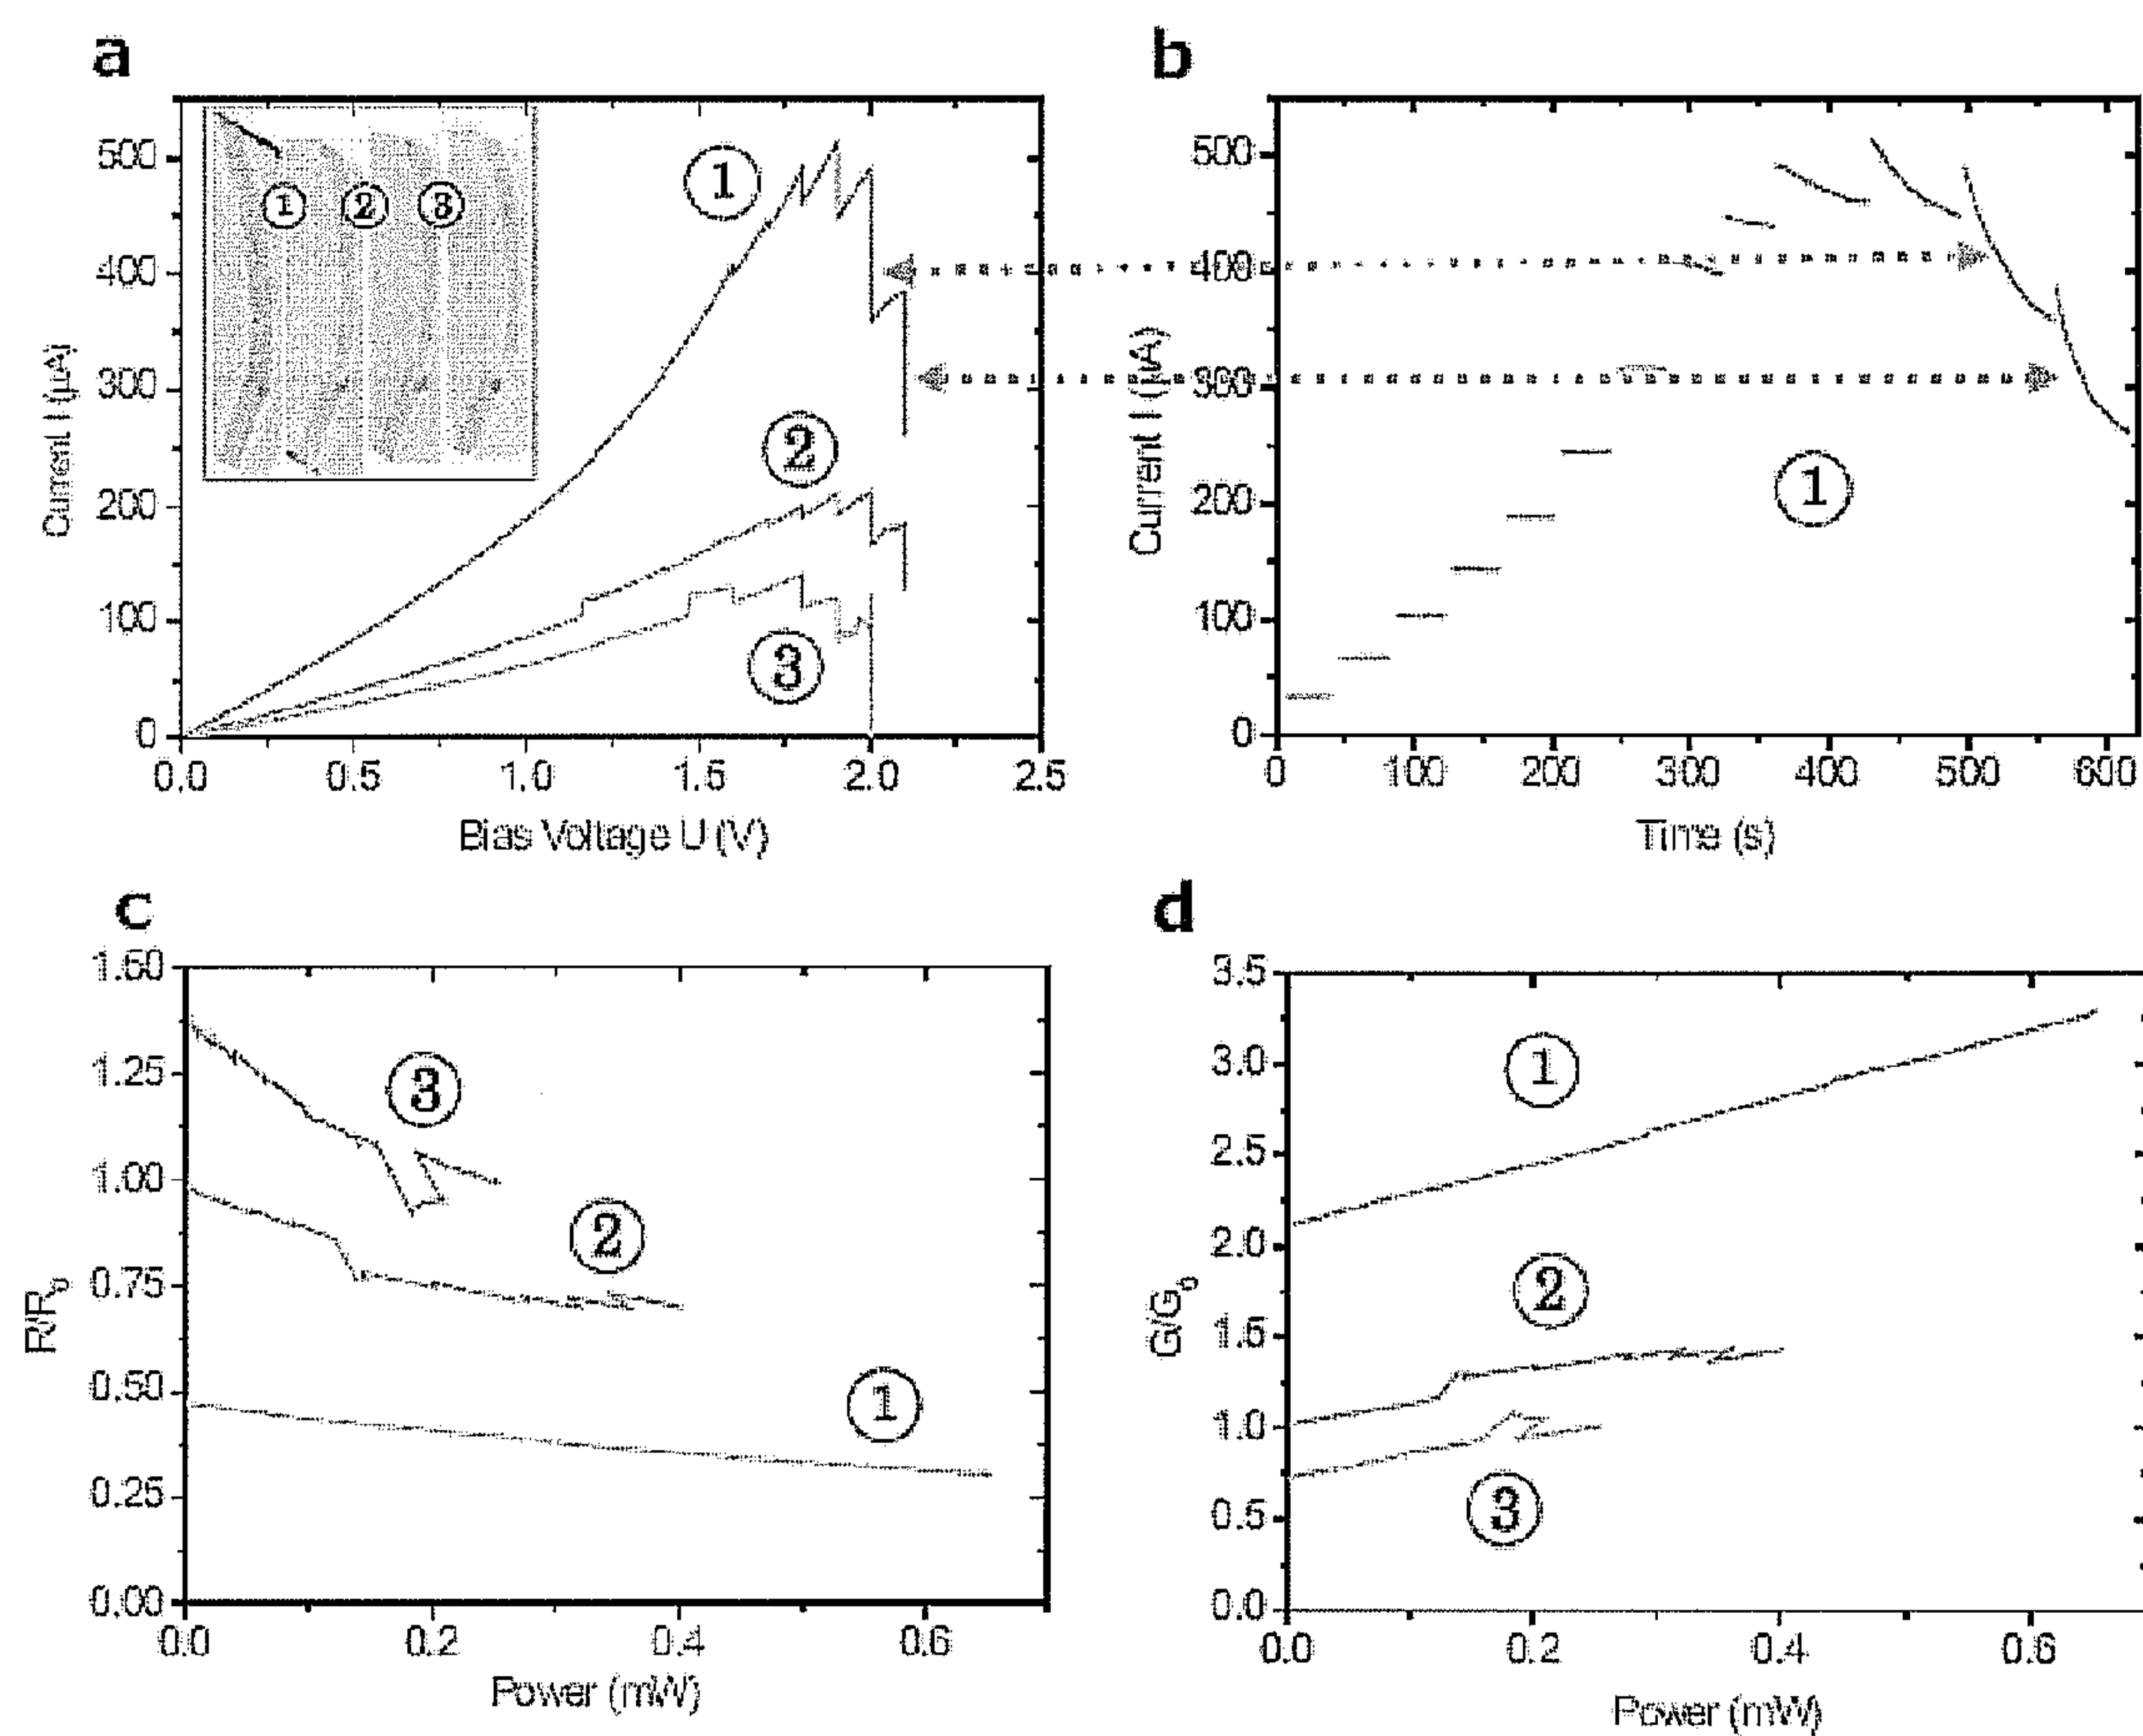 a
500
400
300
200
100
0
0.0 0.5 1.0 1.5 2.0 2.5
Current I (µA)
Bias Voltage U (V)
① ② ③
①
②
③
b
500
400
300
200
100
0
0 100 200 300 400 500 600
Current I (µA)
Time (s)
①
c
1.50
1.25
1.00
0.75
0.50
0.25
0.00
0.0 0.2 0.4 0.6
R/R0
Power (mW)
③
②
①
d
3.5
3.0
2.5
2.0
1.5
1.0
0.5
0.0
0.0 0.2 0.4 0.6
G/G0
Power (mW)
①
②
③